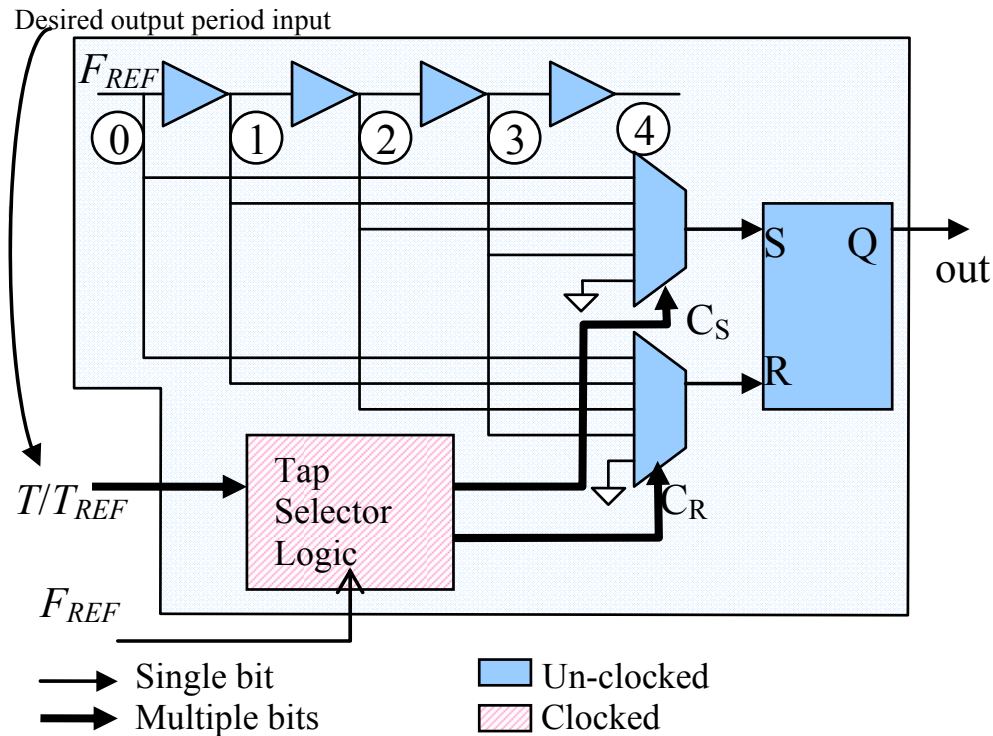 Desired output period input
F_REF
0 1 2 3 4
S Q
out
C_S
R
T/T_REF
Tap
Selector
Logic
C_R
F_REF
Single bit
Un-clocked
Multiple bits
Clocked